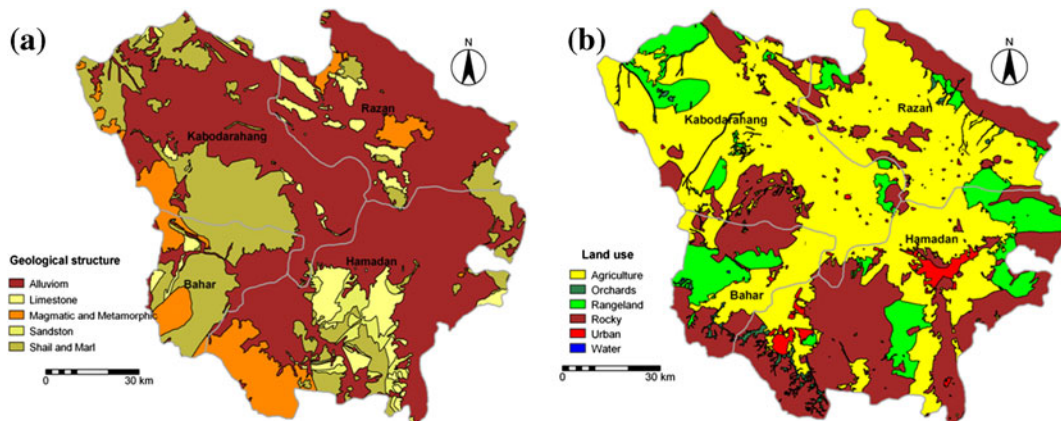 (a)
N
Razan
Kabodarahang
Hamadan
Bahar
Geological structure
Alluviom
Limestone
Magmatic and Metamorphic
Sandston
Shail and Marl
0 30 km
(b)
N
Razan
Kabodarahang
Hamadan
Bahar
Land use
Agriculture
Orchards
Rangeland
Rocky
Urban
Water
0 30 km